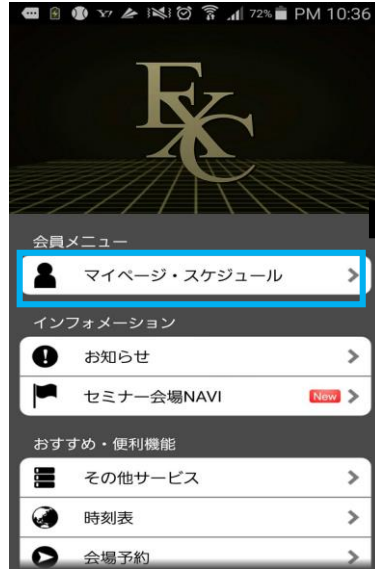 72% PM 10:36
FXC
会員メニュー
マイページ・スケジュール
インフォメーション
お知らせ
セミナー会場NAVI New
おすすめ・便利機能
その他サービス
時刻表
会場予約